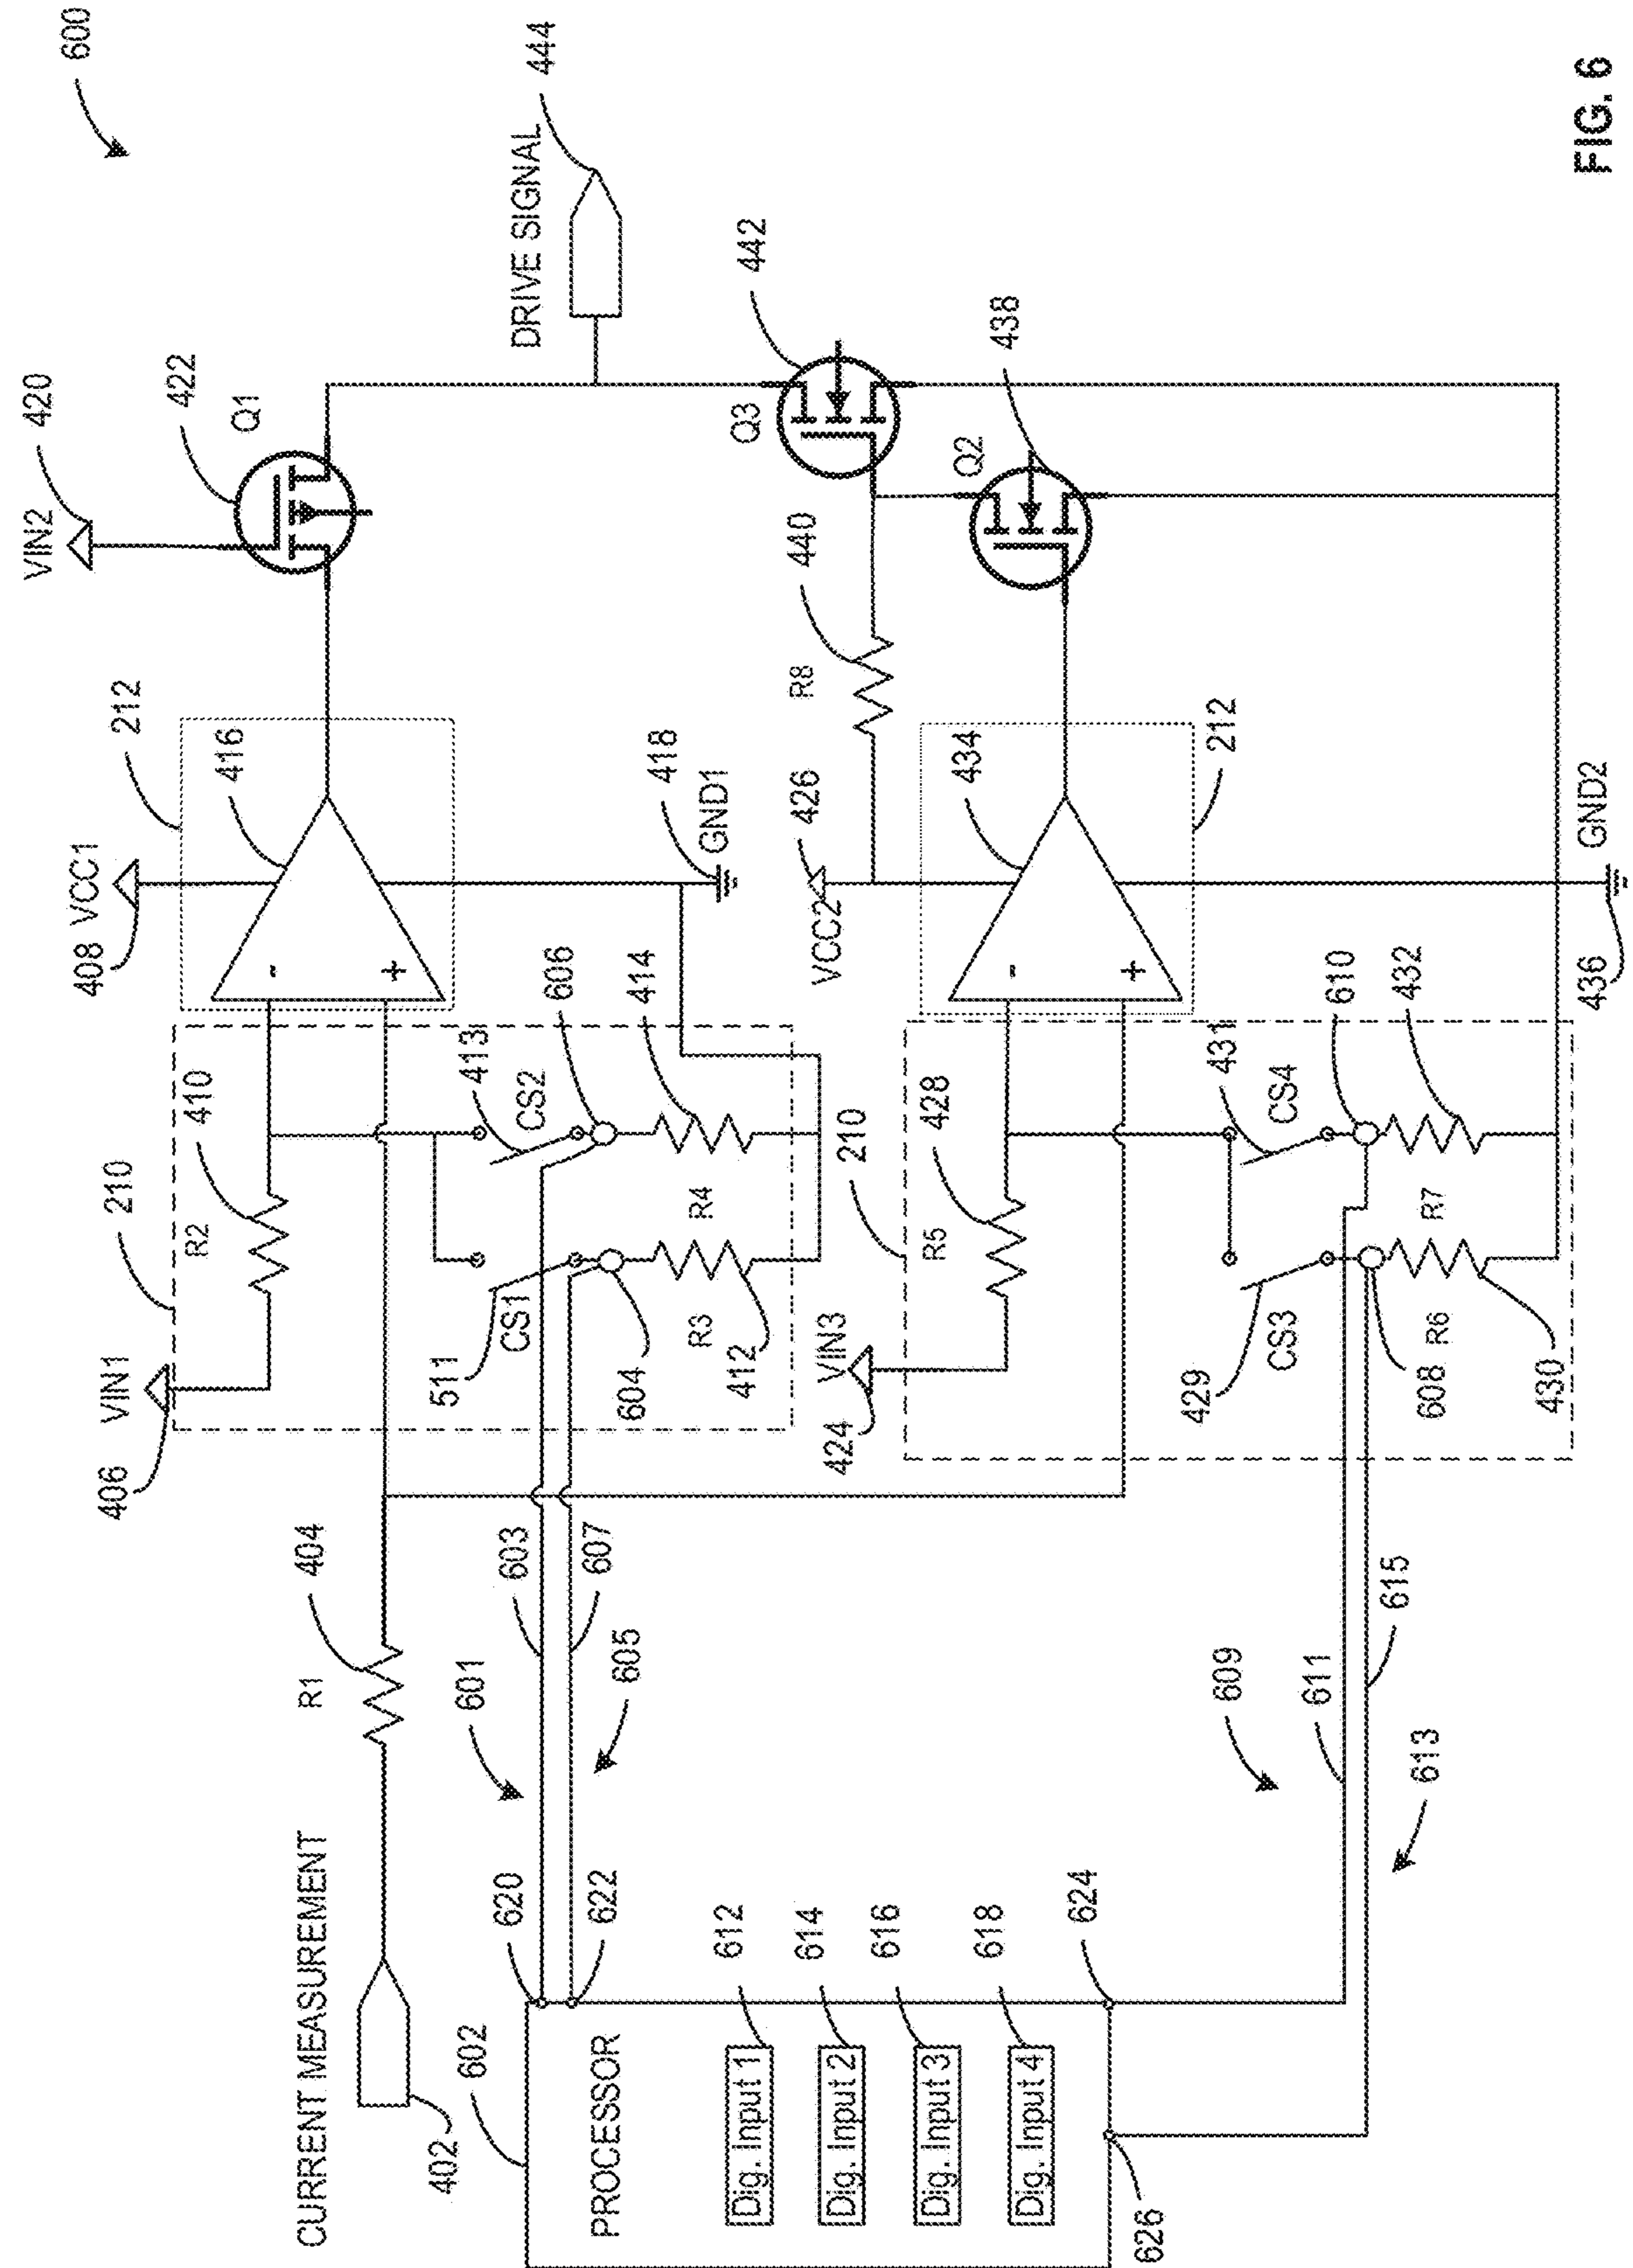 600
VIN2
420
422
Q1
DRIVE SIGNAL
444
212
VCC1
408
416
418
GND1
210
VIN1
406
R2
410
413
CS2
606
414
R4
511
CS1
604
R3
412
CURRENT MEASUREMENT
402
R1
404
603
607
601
605
602
PROCESSOR
620
622
Dig. Input 1
612
Dig. Input 2
614
Dig. Input 3
616
Dig. Input 4
618
624
626
609
611
613
615
442
Q3
438
Q2
440
R8
426
VCC2
434
212
210
VIN3
424
R5
428
431
CS4
610
432
R7
429
CS3
608
R6
430
GND2
436
FIG. 6
-
+
-
+